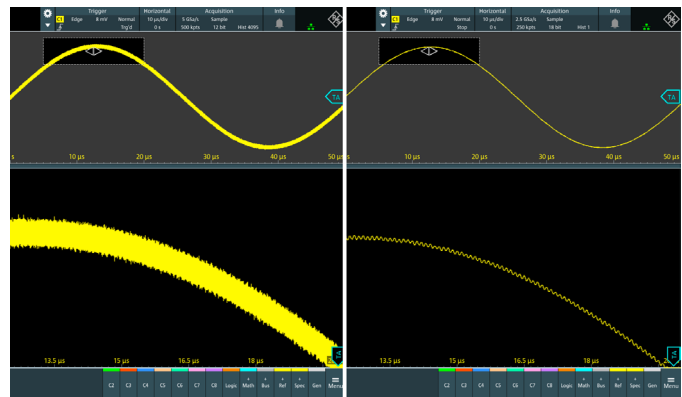 Trigger Horizontal Acquisition Info
C1 Edge 8 mV Normal 10 µs/div 5 GSa/s Sample
Trg'd 0 s 500 kpts 12 bit Hist 4095
TA
s 10 µs 20 µs 30 µs 40 µs 50 µs
13.5 µs 15 µs 16.5 µs 18 µs
TA
C2 C3 C4 C5 C6 C7 C8 Logic Math Bus Ref Spec Gen Menu
Trigger Horizontal Acquisition Info
C1 Edge 8 mV Normal 10 µs/div 2.5 GSa/s Sample
Stop 0 s 250 kpts 18 bit Hist 1
TA
10 µs 20 µs 30 µs 40 µs 50 µs
13.5 µs 15 µs 16.5 µs 18 µs
TA
C2 C3 C4 C5 C6 C7 C8 Logic Math Bus Ref Spec Gen Menu